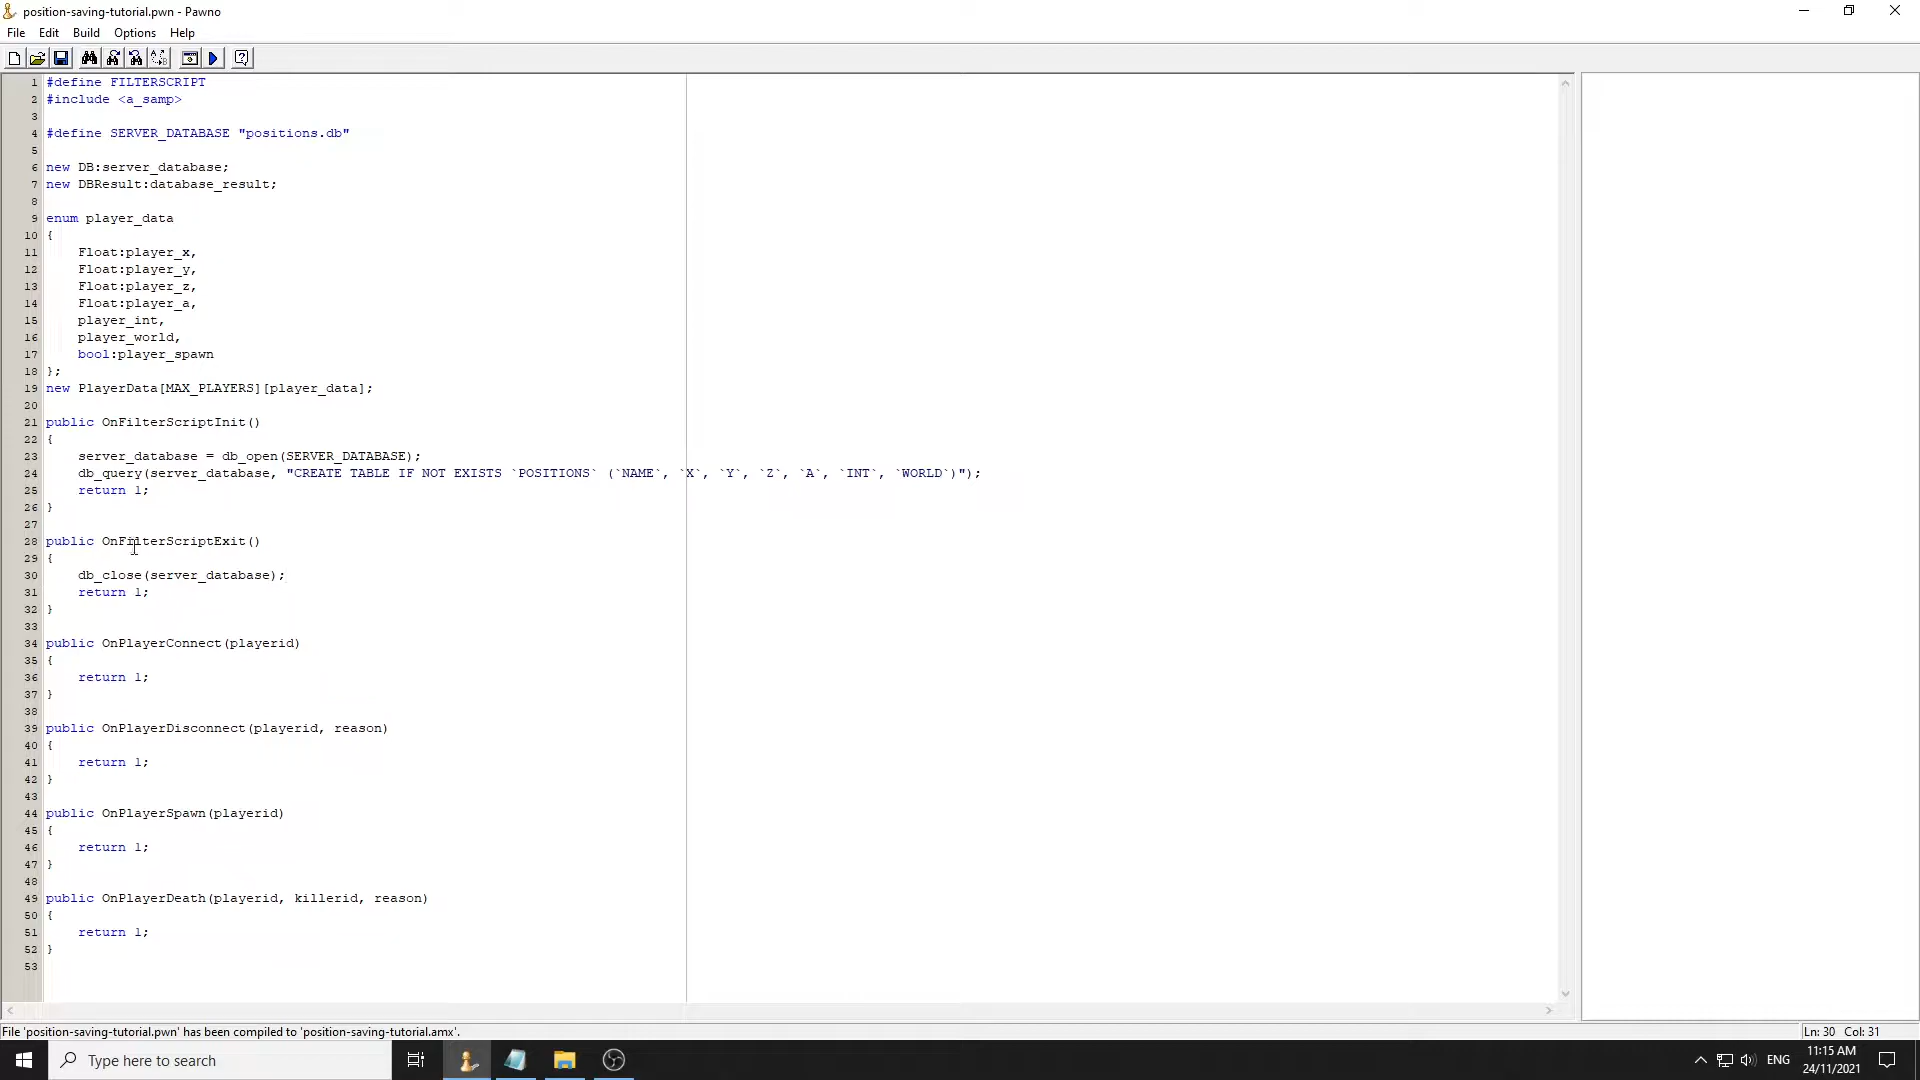 position-saving-tutorial.pwn - Pawno
File Edit Build Options Help
1 #define FILTERSCRIPT
2 #include <a_samp>
3
4 #define SERVER_DATABASE "positions.db"
5
6 new DB:server_database;
7 new DBResult:database_result;
8
9 enum player_data
10 {
11 Float:player_x,
12 Float:player_y,
13 Float:player_z,
14 Float:player_a,
15 player_int,
16 player_world,
17 bool:player_spawn
18 };
19 new PlayerData[MAX_PLAYERS][player_data];
20
21 public OnFilterScriptInit()
22 {
23 server_database = db_open(SERVER_DATABASE);
24 db_query(server_database, "CREATE TABLE IF NOT EXISTS `POSITIONS` (`NAME`, `X`, `Y`, `Z`, `A`, `INT`, `WORLD`)");
25 return 1;
26 }
27
28 public OnFilterScriptExit()
29 {
30 db_close(server_database);
31 return 1;
32 }
33
34 public OnPlayerConnect(playerid)
35 {
36 return 1;
37 }
38
39 public OnPlayerDisconnect(playerid, reason)
40 {
41 return 1;
42 }
43
44 public OnPlayerSpawn(playerid)
45 {
46 return 1;
47 }
48
49 public OnPlayerDeath(playerid, killerid, reason)
50 {
51 return 1;
52 }
53
File 'position-saving-tutorial.pwn' has been compiled to 'position-saving-tutorial.amx'.
Ln: 30 Col: 31
Type here to search
ENG
11:15 AM
24/11/2021